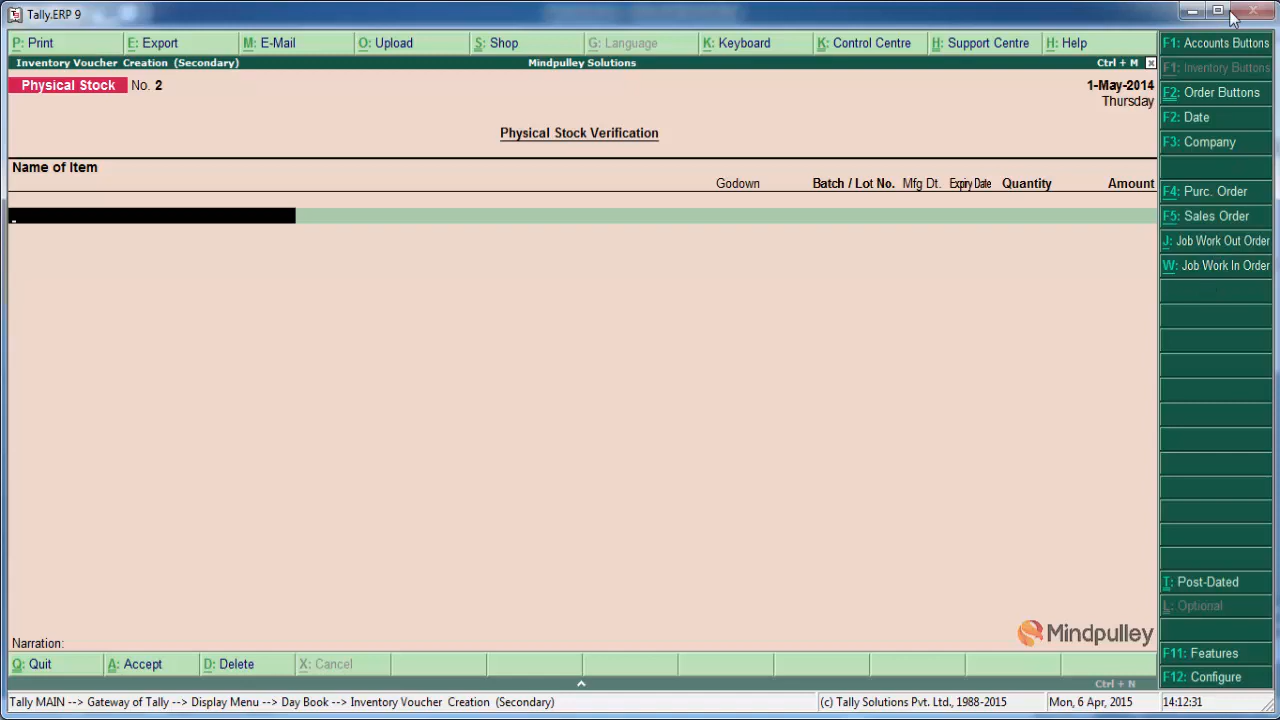 Tally.ERP 9
P: Print E: Export M: E-Mail O: Upload S: Shop G: Language K: Keyboard K: Control Centre H: Support Centre H: Help
Inventory Voucher Creation (Secondary) Mindpulley Solutions Ctrl + M x
Physical Stock No. 2 1-May-2014
Thursday
Physical Stock Verification
Name of Item
Godown Batch / Lot No. Mfg Dt. Expiry Date Quantity Amount
F1: Accounts Buttons
F1: Inventory Buttons
F2: Order Buttons
F2: Date
F3: Company
F4: Purc. Order
F5: Sales Order
J: Job Work Out Order
W: Job Work In Order
T: Post-Dated
L: Optional
F11: Features
F12: Configure
Mindpulley
Narration:
Q: Quit A: Accept D: Delete X: Cancel
Ctrl + N
Tally MAIN --> Gateway of Tally --> Display Menu --> Day Book --> Inventory Voucher Creation (Secondary) (c) Tally Solutions Pvt. Ltd., 1988-2015 Mon, 6 Apr, 2015 14:12:31